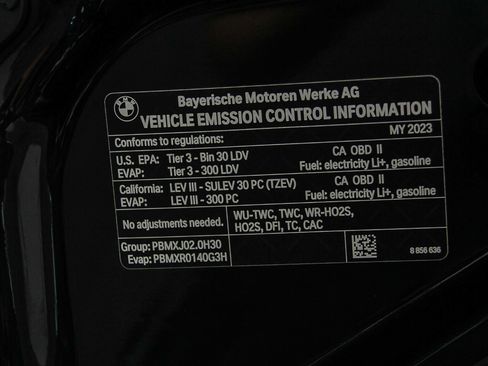 BMW
Bayerische Motoren Werke AG
VEHICLE EMISSION CONTROL INFORMATION
Conforms to regulations: MY 2023
U.S. EPA: Tier 3 - Bin 30 LDV CA OBD II
EVAP: Tier 3 - 300 LDV Fuel: electricity Li+, gasoline
California: LEV III - SULEV 30 PC (TZEV) CA OBD II
EVAP: LEV III - 300 PC Fuel: electricity Li+, gasoline
No adjustments needed. WU-TWC, TWC, WR-HO2S,
HO2S, DFI, TC, CAC
Group: PBMXJ02.0H30
Evap: PBMXR0140G3H 8 856 636